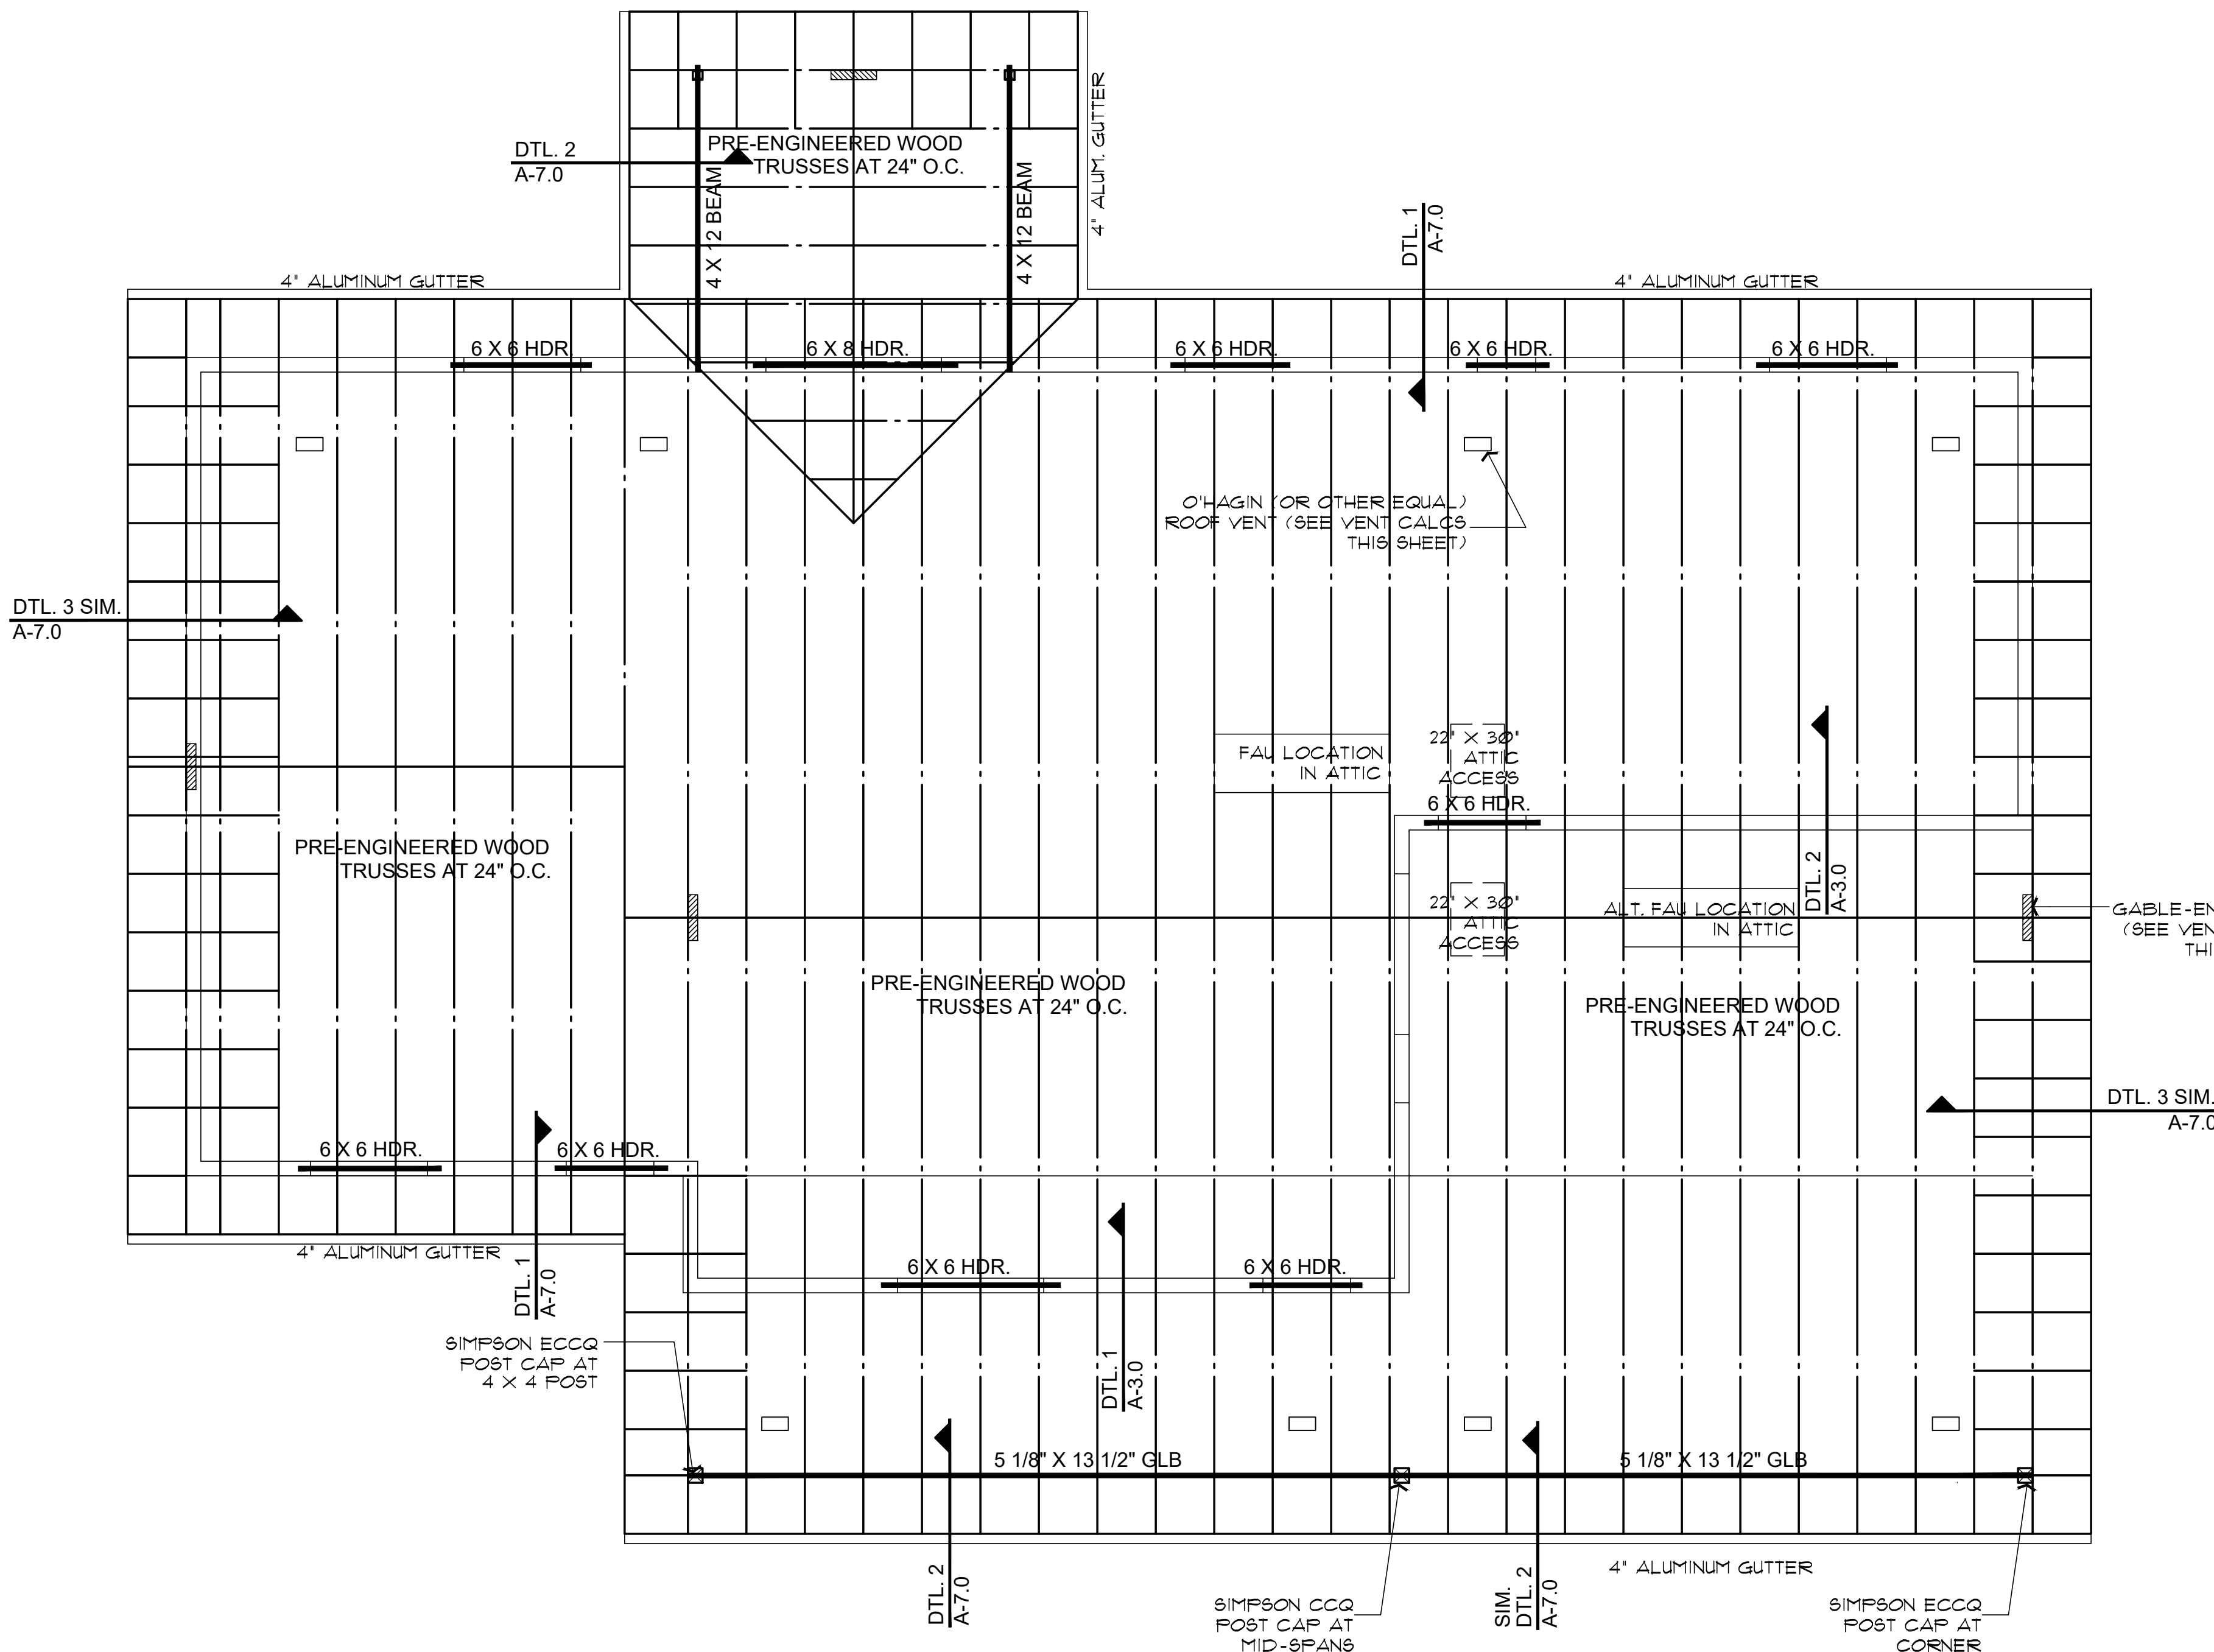 DTL. 2
A-7.0
PRE-ENGINEERED WOOD
TRUSSES AT 24" O.C.
4 X 12 BEAM
4 X 12 BEAM
4" ALUM. GUTTER
DTL. 1
A-7.0
4" ALUMINUM GUTTER
4" ALUMINUM GUTTER
6 X 6 HDR.
6 X 8 HDR.
6 X 6 HDR.
6 X 6 HDR.
6 X 6 HDR.
O'HAGIN (OR OTHER EQUAL)
ROOF VENT (SEE VENT CALCS
THIS SHEET)
DTL. 3 SIM.
A-7.0
FAU LOCATION
IN ATTIC
22" X 30"
ATTIC
ACCESS
6 X 6 HDR.
PRE-ENGINEERED WOOD
TRUSSES AT 24" O.C.
DTL. 2
A-3.0
22" X 30"
ATTIC
ACCESS
ALT. FAU LOCATION
IN ATTIC
GABLE-EN
(SEE VEN
THI
PRE-ENGINEERED WOOD
TRUSSES AT 24" O.C.
PRE-ENGINEERED WOOD
TRUSSES AT 24" O.C.
DTL. 3 SIM.
A-7.0
6 X 6 HDR.
6 X 6 HDR.
4" ALUMINUM GUTTER
DTL. 1
A-7.0
6 X 6 HDR.
6 X 6 HDR.
SIMPSON ECCQ
POST CAP AT
4 X 4 POST
DTL. 1
A-3.0
5 1/8" X 13 1/2" GLB
5 1/8" X 13 1/2" GLB
DTL. 2
A-7.0
SIMPSON CCQ
POST CAP AT
MID-SPANS
SIM.
DTL. 2
A-7.0
4" ALUMINUM GUTTER
SIMPSON ECCQ
POST CAP AT
CORNER